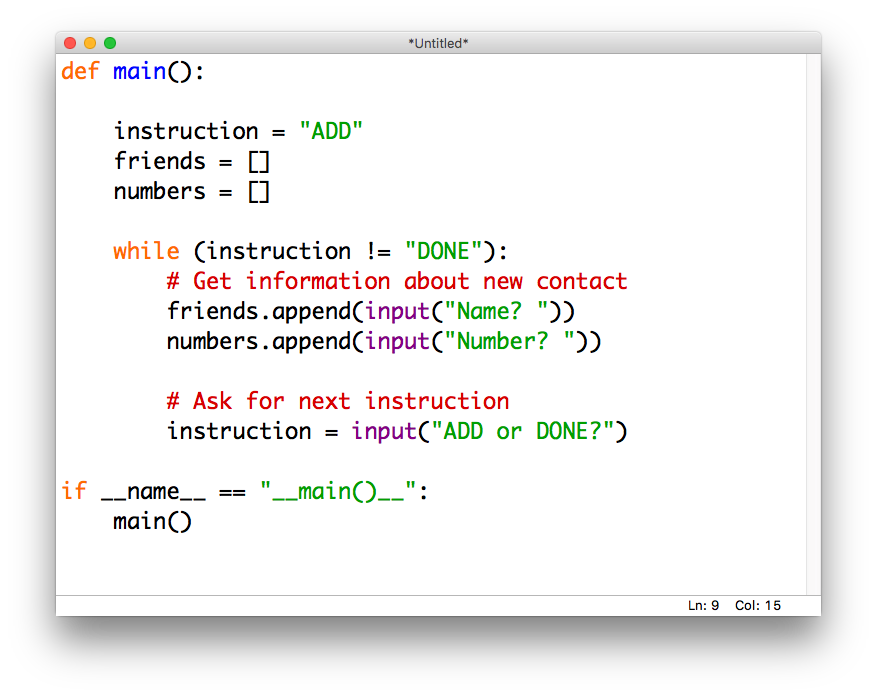 *Untitled*
def main():
    instruction = "ADD"
    friends = []
    numbers = []
    while (instruction != "DONE"):
        # Get information about new contact
        friends.append(input("Name? "))
        numbers.append(input("Number? "))
        # Ask for next instruction
        instruction = input("ADD or DONE?")
if __name__ == "__main()__":
    main()
Ln: 9 Col: 15